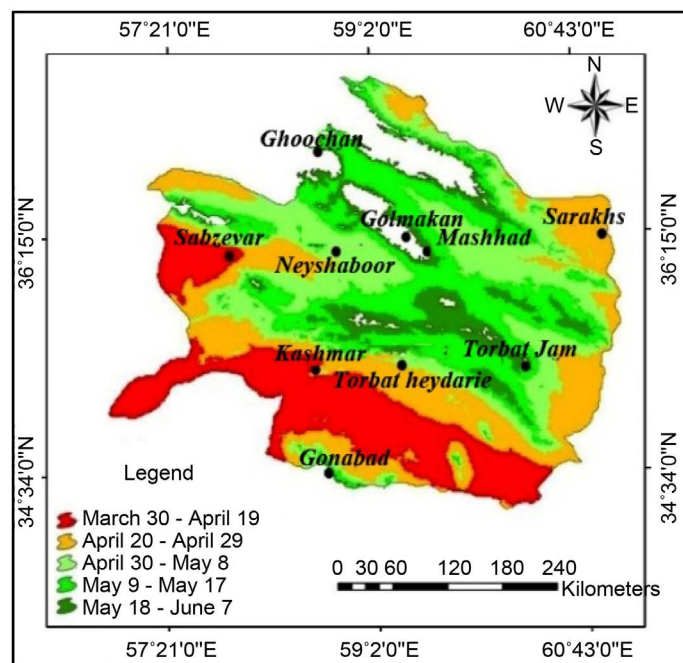 57°21'0"E 59°2'0"E 60°43'0"E
N
W E
S
Ghoochan
Golmakan
Sarakhs
36°15'0"N
Sabzevar
Mashhad
36°15'0"N
Neyshaboor
Kashmar
Torbat Jam
Torbat heydarie
Gonabad
34°34'0"N
34°34'0"N
Legend
March 30 - April 19
April 20 - April 29
April 30 - May 8
May 9 - May 17
May 18 - June 7
0 30 60 120 180 240
Kilometers
57°21'0"E 59°2'0"E 60°43'0"E